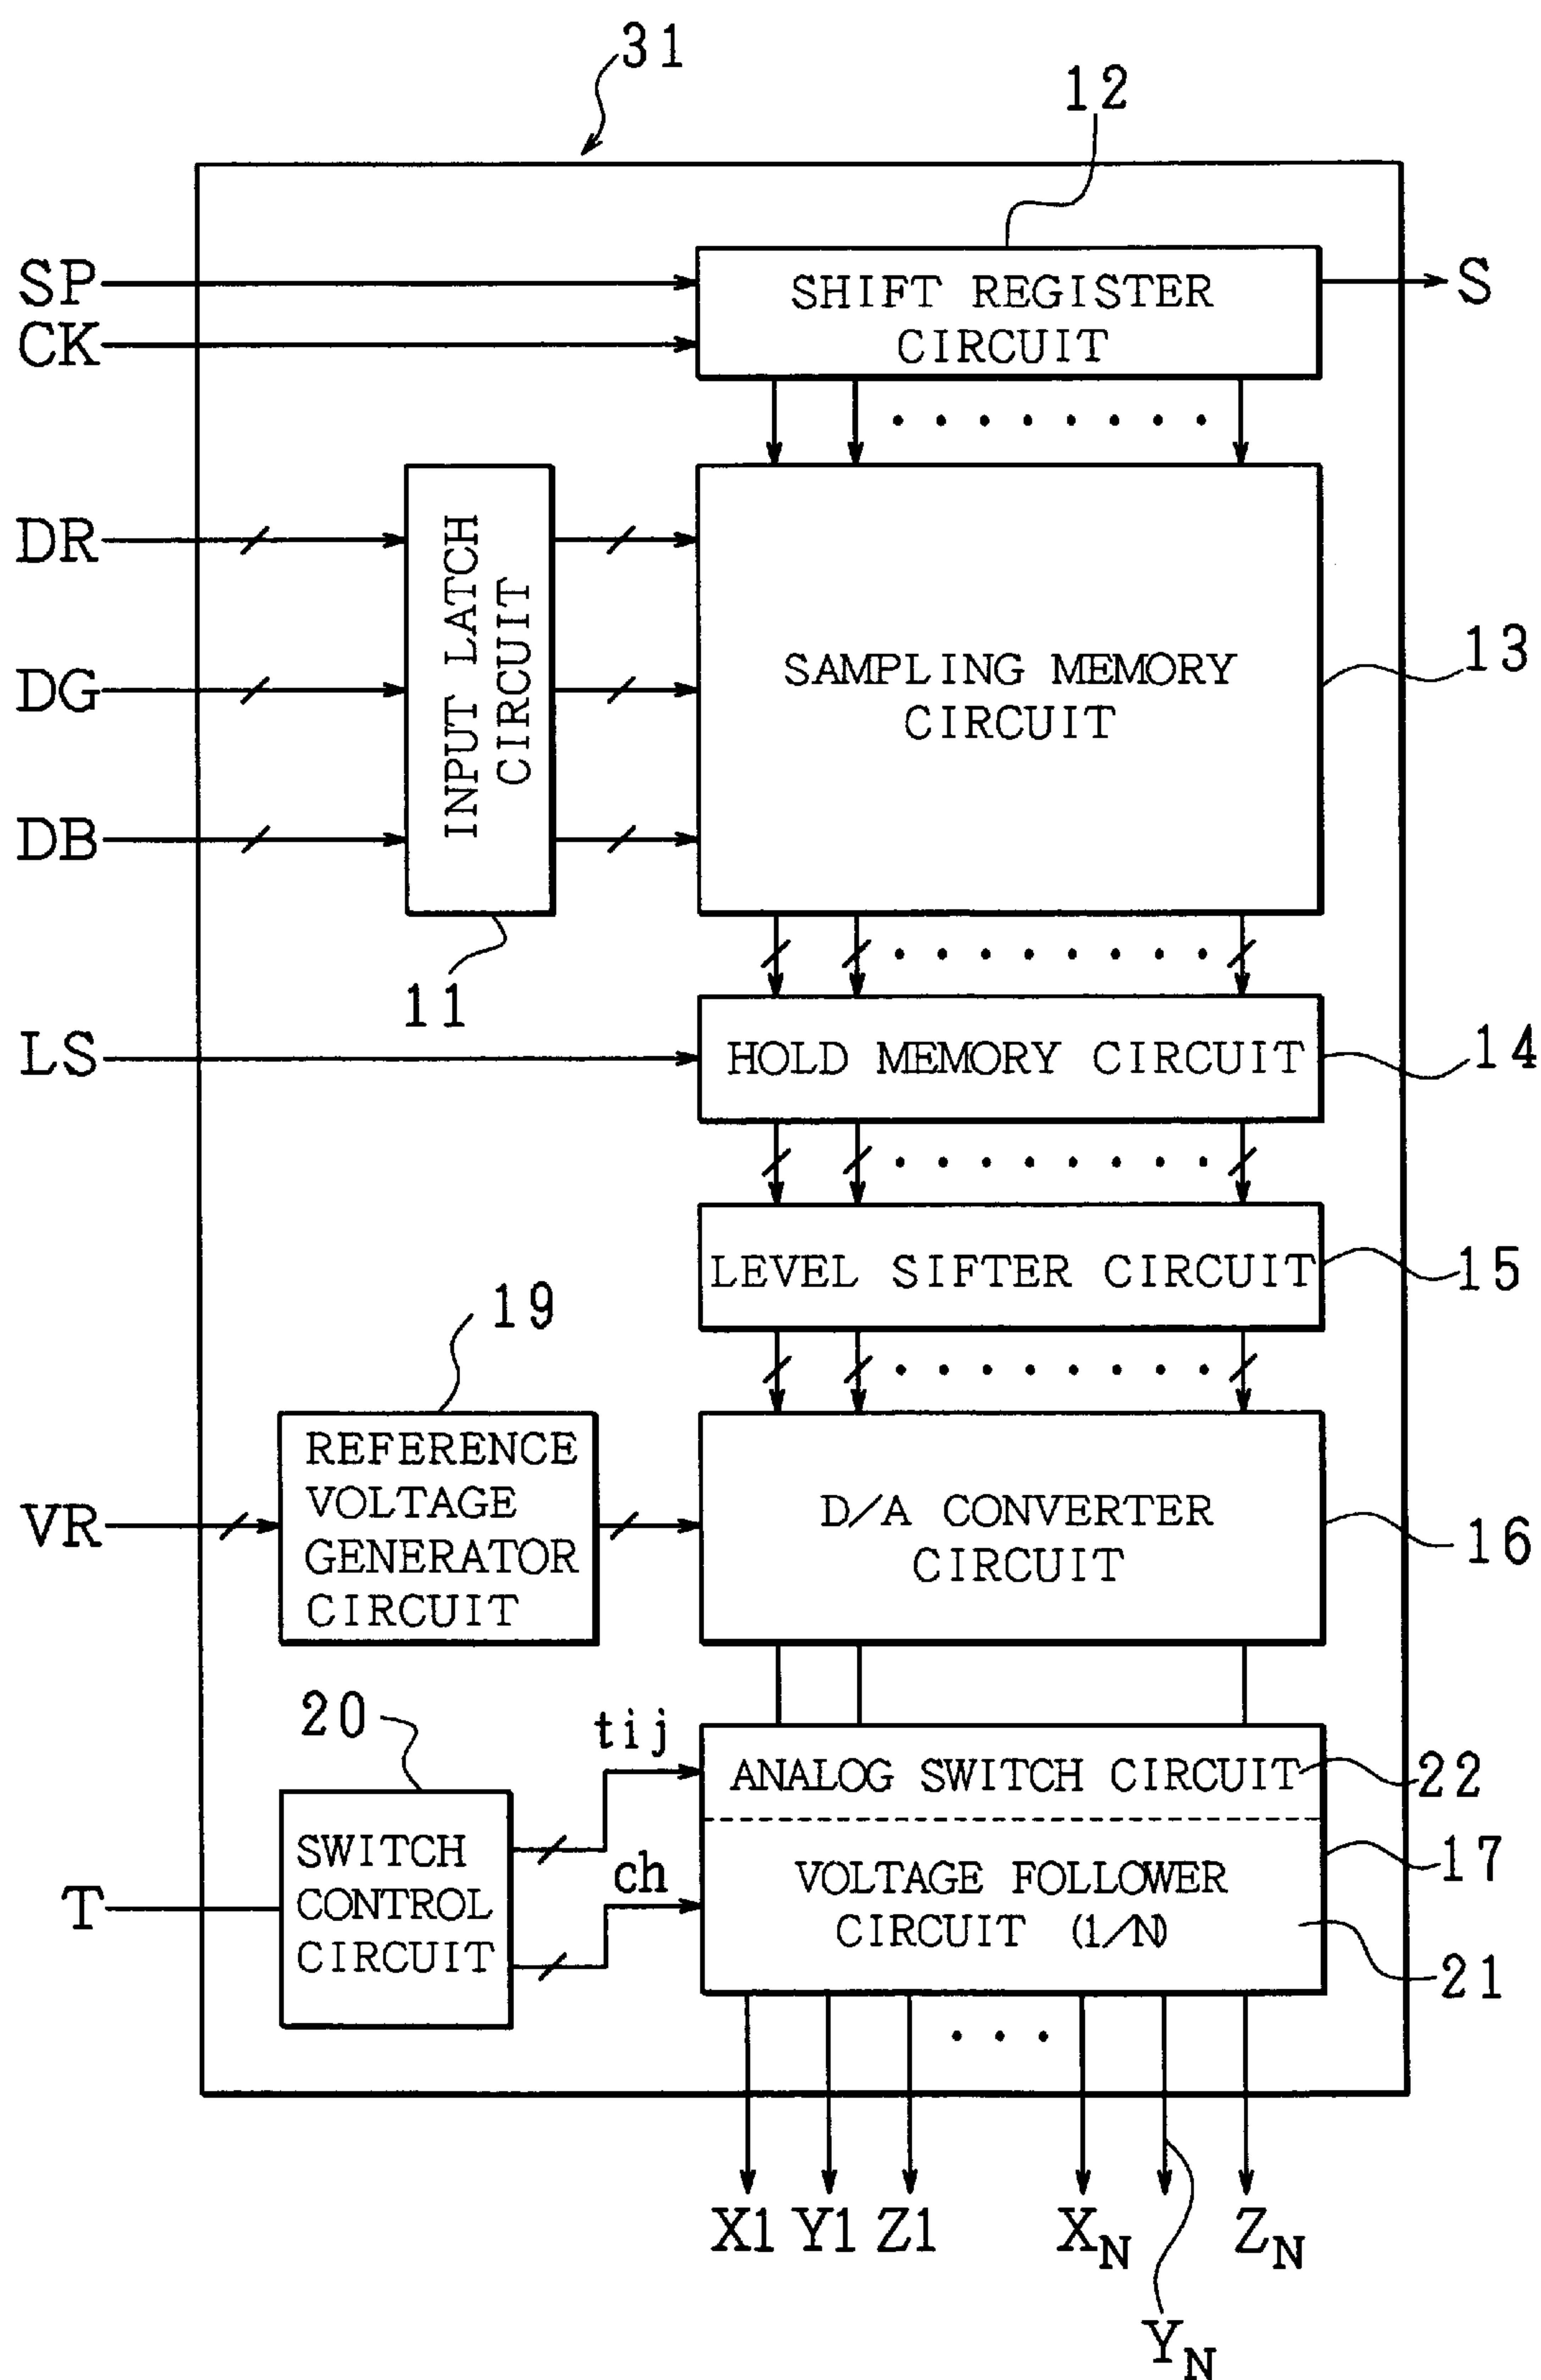 31
12
SP
SHIFT REGISTER
CIRCUIT
S
CK
DR
DG
DB
INPUT LATCH
CIRCUIT
SAMPLING MEMORY
CIRCUIT
13
11
LS
HOLD MEMORY CIRCUIT
14
LEVEL SIFTER CIRCUIT
15
19
REFERENCE
VOLTAGE
GENERATOR
CIRCUIT
VR
D/A CONVERTER
CIRCUIT
16
20
tij
ANALOG SWITCH CIRCUIT
22
SWITCH
CONTROL
CIRCUIT
T
ch
VOLTAGE FOLLOWER
CIRCUIT (1/N)
17
21
X1 Y1 Z1 XN ZN
YN